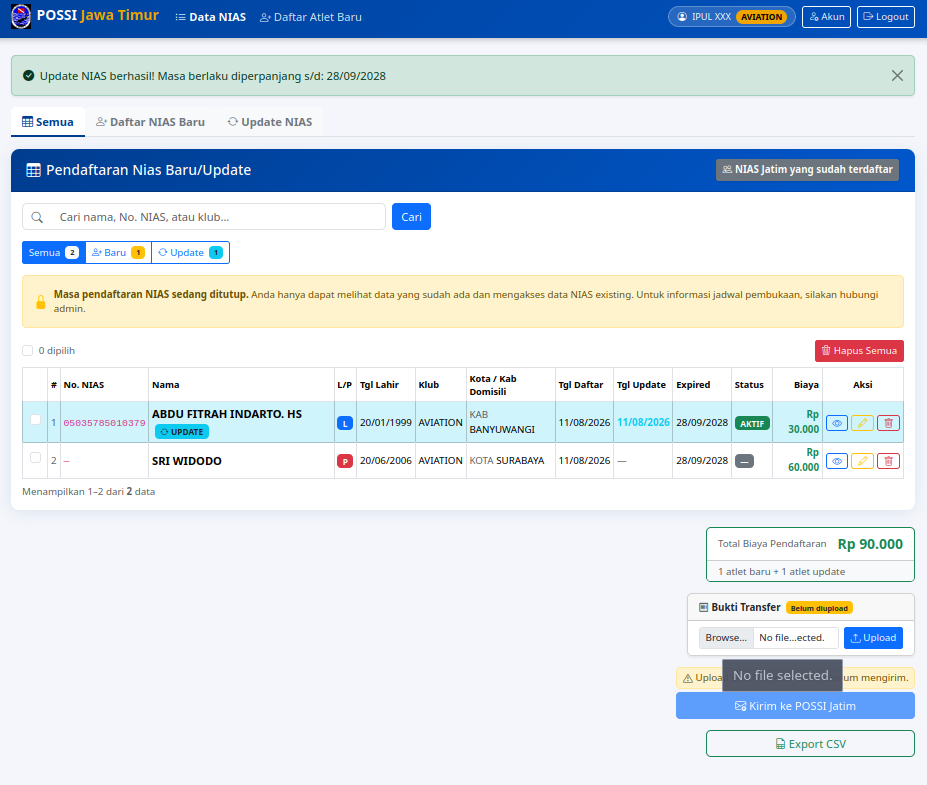 POSSI Jawa Timur
Data NIAS
Daftar Atlet Baru
IPUL XXX AVIATION
Akun
Logout
Update NIAS berhasil! Masa berlaku diperpanjang s/d: 28/09/2028
Semua
Daftar NIAS Baru
Update NIAS
Pendaftaran Nias Baru/Update
NIAS Jatim yang sudah terdaftar
Cari nama, No. NIAS, atau klub...
Cari
Semua 2
Baru 1
Update 1
Masa pendaftaran NIAS sedang ditutup. Anda hanya dapat melihat data yang sudah ada dan mengakses data NIAS existing. Untuk informasi jadwal pembukaan, silakan hubungi
admin.
0 dipilih
Hapus Semua
# No. NIAS Nama L/P Tgl Lahir Klub Kota / Kab Domisili Tgl Daftar Tgl Update Expired Status Biaya Aksi
1 05035785010379 ABDU FITRAH INDARTO. HS UPDATE L 20/01/1999 AVIATION KAB BANYUWANGI 11/08/2026 11/08/2026 28/09/2028 AKTIF Rp 30.000
2 — SRI WIDODO P 20/06/2006 AVIATION KOTA SURABAYA 11/08/2026 — 28/09/2028 — Rp 60.000
Menampilkan 1–2 dari 2 data
Total Biaya Pendaftaran Rp 90.000
1 atlet baru + 1 atlet update
Bukti Transfer Belum diupload
Browse... No file...ected. Upload
No file selected.
um mengirim.
Kirim ke POSSI Jatim
Export CSV